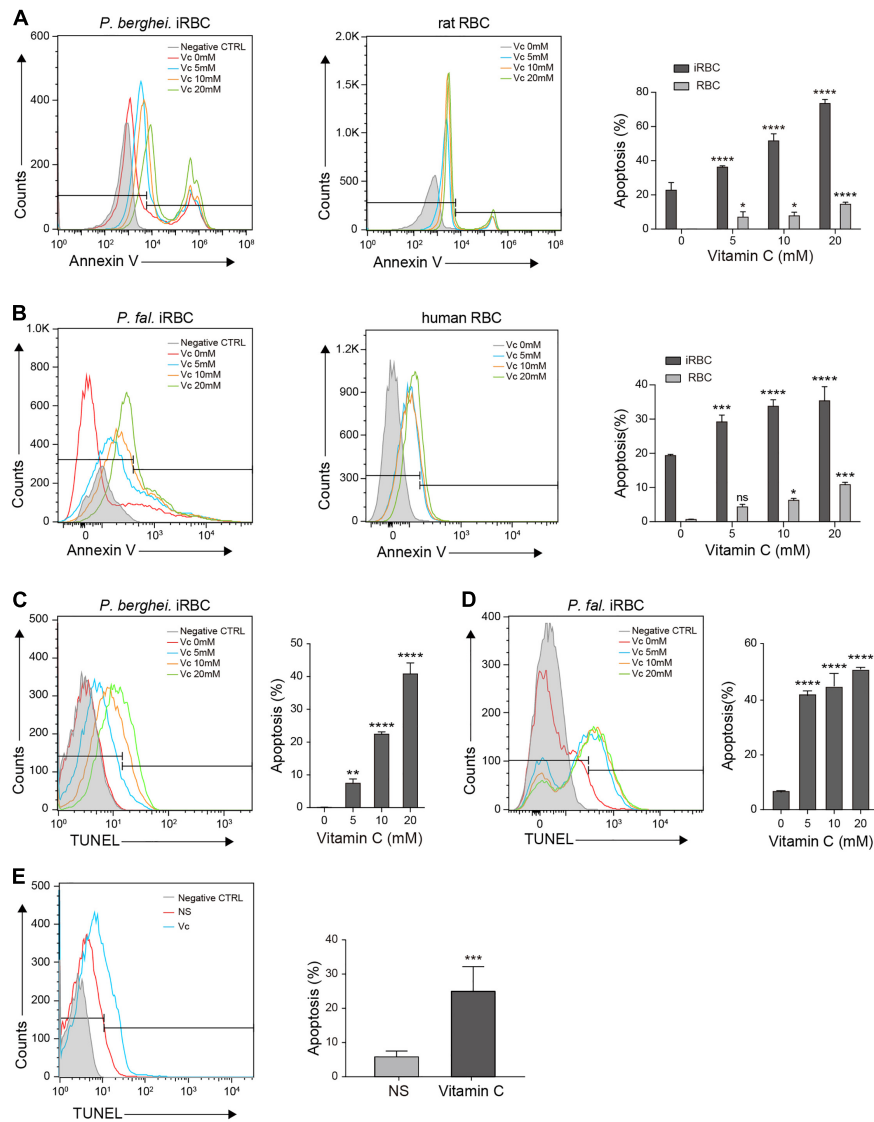 A
P. berghei. iRBC
600
400
200
0
Counts
Negative CTRL
Vc 0mM
Vc 5mM
Vc 10mM
Vc 20mM
10⁰ 10² 10⁴ 10⁶ 10⁸
Annexin V
rat RBC
2.0K
1.5K
1.0K
500
0
Counts
Vc 0mM
Vc 5mM
Vc 10mM
Vc 20mM
10⁰ 10² 10⁴ 10⁶ 10⁸
Annexin V
iRBC
RBC
80
60
40
20
0
Apoptosis (%)
**** * **** * **** ****
0 5 10 20
Vitamin C (mM)
B
P. fal. iRBC
1.0K
800
600
400
200
0
Counts
Negative CTRL
Vc 0mM
Vc 5mM
Vc 10mM
Vc 20mM
0 10³ 10⁴
Annexin V
human RBC
1.2K
900
600
300
0
Counts
Vc 0mM
Vc 5mM
Vc 10mM
Vc 20mM
0 10³ 10⁴
Annexin V
iRBC
RBC
40
30
20
10
0
Apoptosis(%)
*** ns **** * **** ***
0 5 10 20
Vitamin C (mM)
C
P. berghei. iRBC
500
400
300
200
100
0
Counts
Negative CTRL
Vc 0mM
Vc 5mM
Vc 10mM
Vc 20mM
10⁰ 10¹ 10² 10³
TUNEL
50
40
30
20
10
0
Apoptosis (%)
** **** ****
0 5 10 20
Vitamin C (mM)
D
P. fal. iRBC
400
300
200
100
0
Counts
Negative CTRL
Vc 0mM
Vc 5mM
Vc 10mM
Vc 20mM
0 10³ 10⁴
TUNEL
60
40
20
0
Apoptosis(%)
**** **** ****
0 5 10 20
Vitamin C (mM)
E
500
400
300
200
100
0
Counts
Negative CTRL
NS
Vc
10⁰ 10¹ 10² 10³ 10⁴
TUNEL
40
30
20
10
0
Apoptosis (%)
***
NS Vitamin C